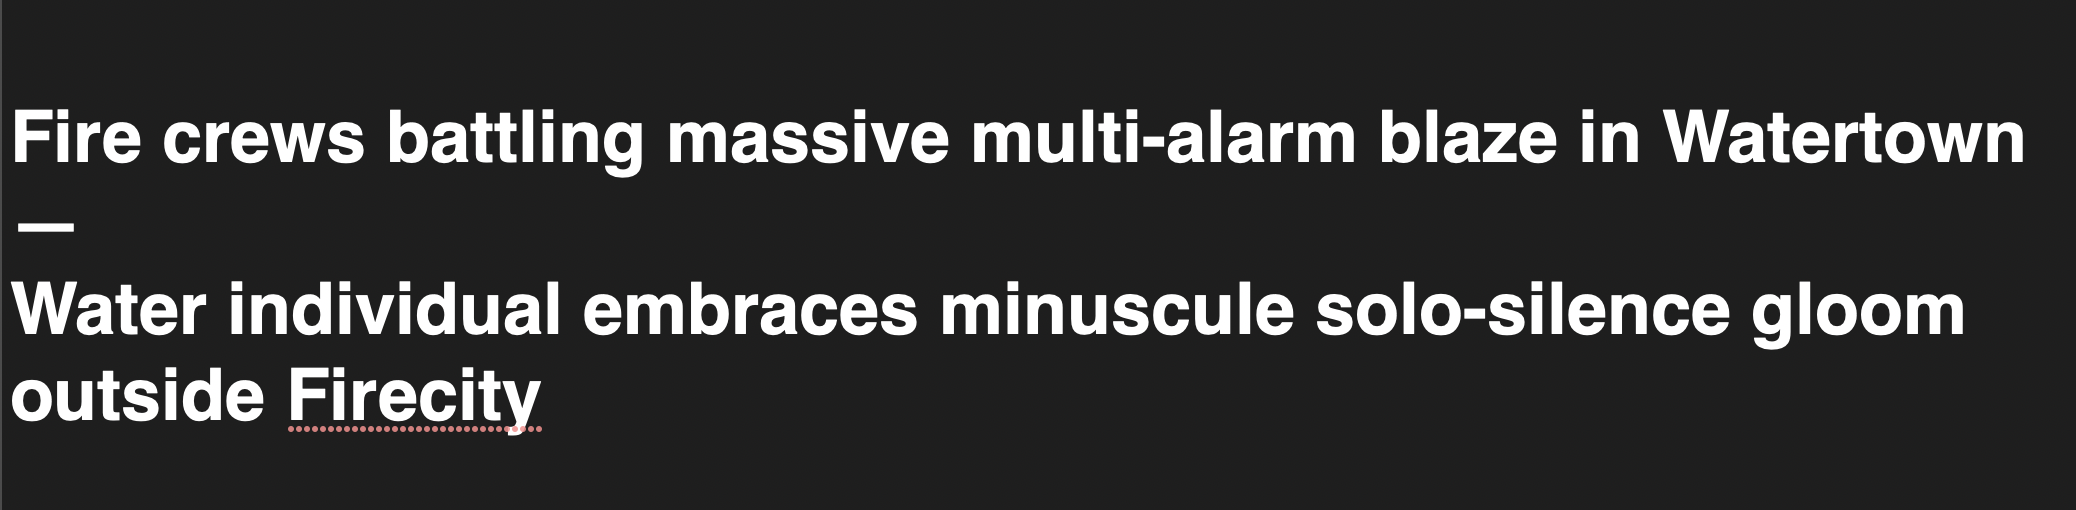 Fire crews battling massive multi-alarm blaze in Watertown
—
Water individual embraces minuscule solo-silence gloom
outside Firecity